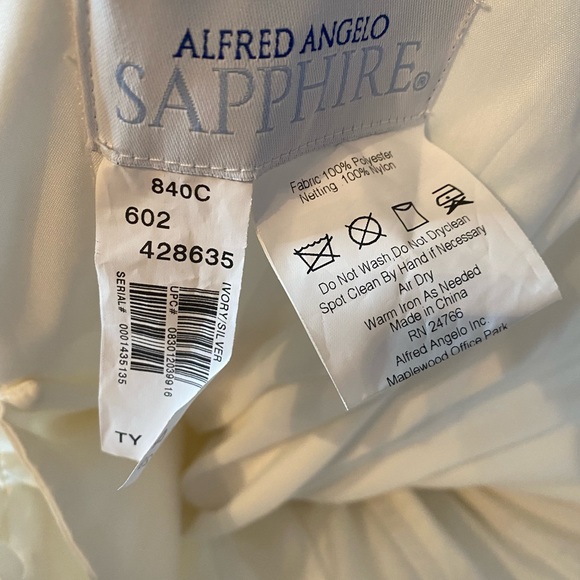 ALFRED ANGELO
SAPPHIRE®
840C
602
428635
IVORY/SILVER
UPC# 083012039916
SERIAL# 0001435135
TY
Fabric 100% Polyester
Netting 100% Nylon
Do Not Wash Do Not Dryclean
Spot Clean By Hand if Necessary
Air Dry
Warm Iron As Needed
Made in China
RN 24766
Alfred Angelo Inc.
Maplewood Office Park